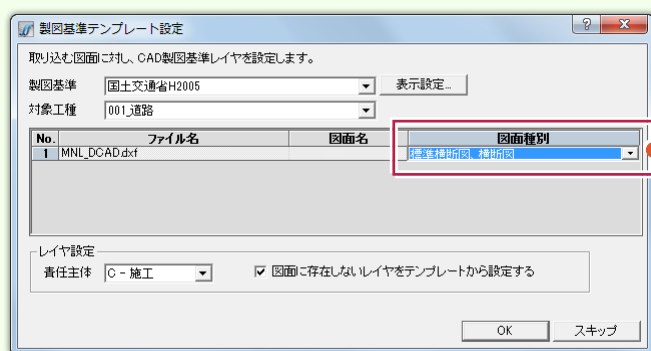 製図基準テンプレート設定
取り込む図面に対し、CAD製図基準レイヤを設定します。
製図基準 国土交通省H2005 表示設定...
対象工種 001_道路
No. ファイル名 図面名 図面種別
1 MNL_DCAD.dxf 標準横断図、横断図
レイヤ設定
責任主体 C - 施工 図面に存在しないレイヤをテンプレートから設定する
OK スキップ